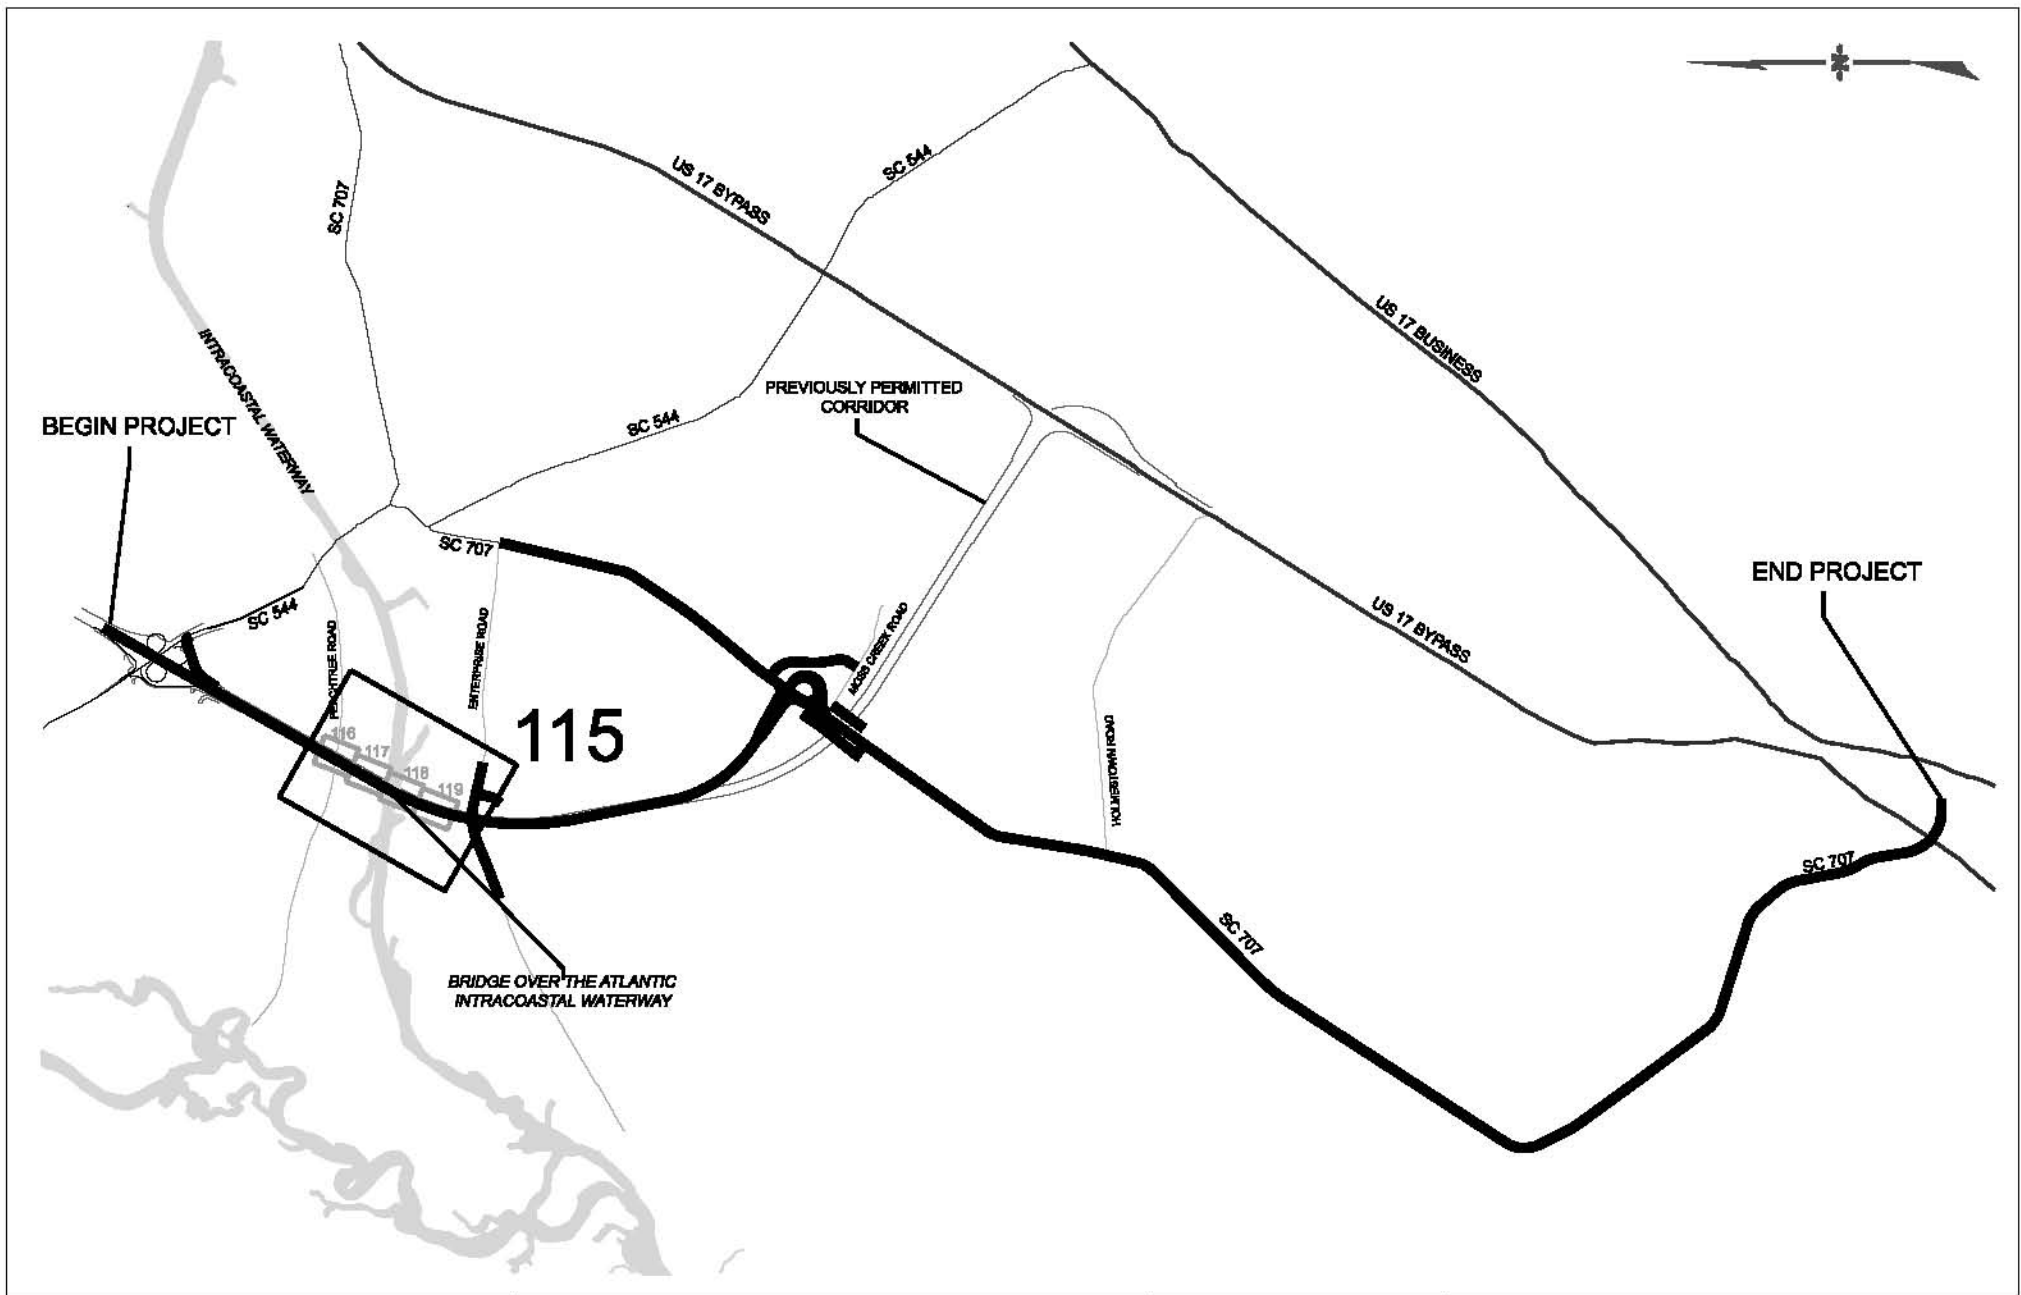 N
SC 707
US 17 BYPASS
SC 544
US 17 BUSINESS
INTRACOASTAL WATERWAY
PREVIOUSLY PERMITTED
CORRIDOR
BEGIN PROJECT
SC 544
SC 707
END PROJECT
SC 544
PEACHTREE ROAD
ENTERPRISE ROAD
MOSS CREEK ROAD
US 17 BYPASS
115
116
117
118
119
HOLMESTOWN ROAD
SC 707
SC 707
BRIDGE OVER THE ATLANTIC
INTRACOASTAL WATERWAY